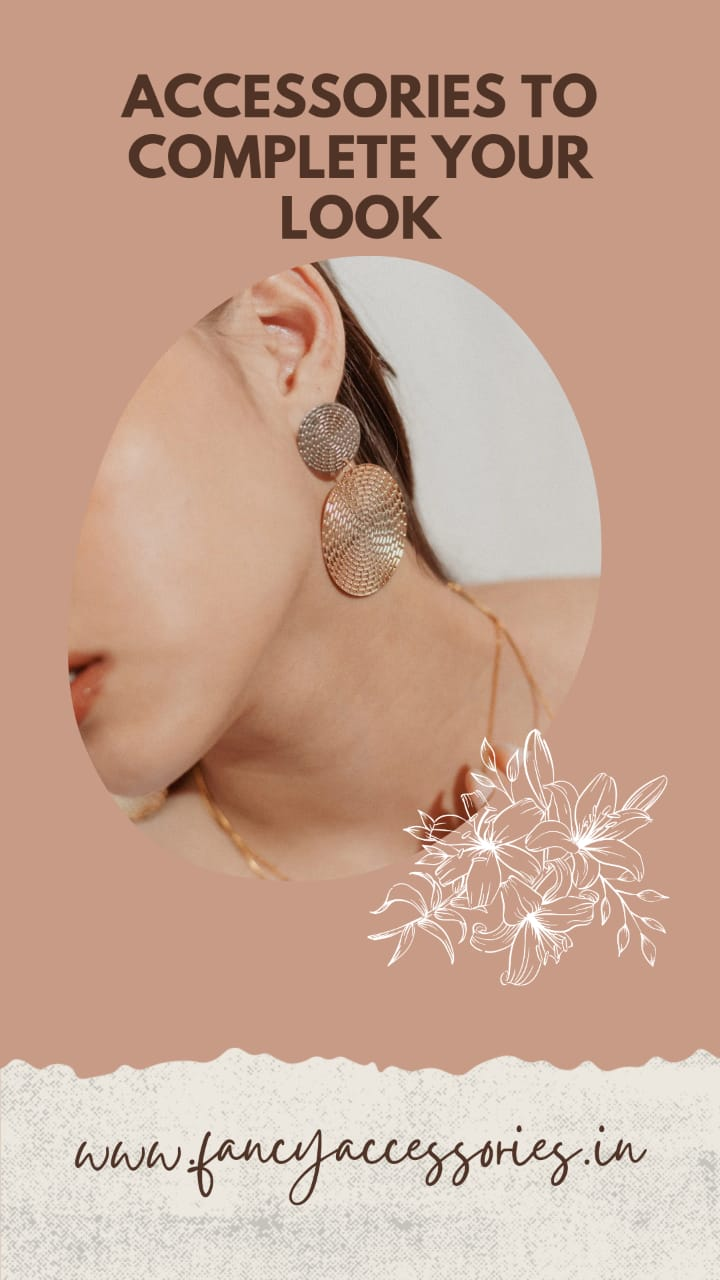 ACCESSORIES TO
COMPLETE YOUR
LOOK
www.fancyaccessories.in